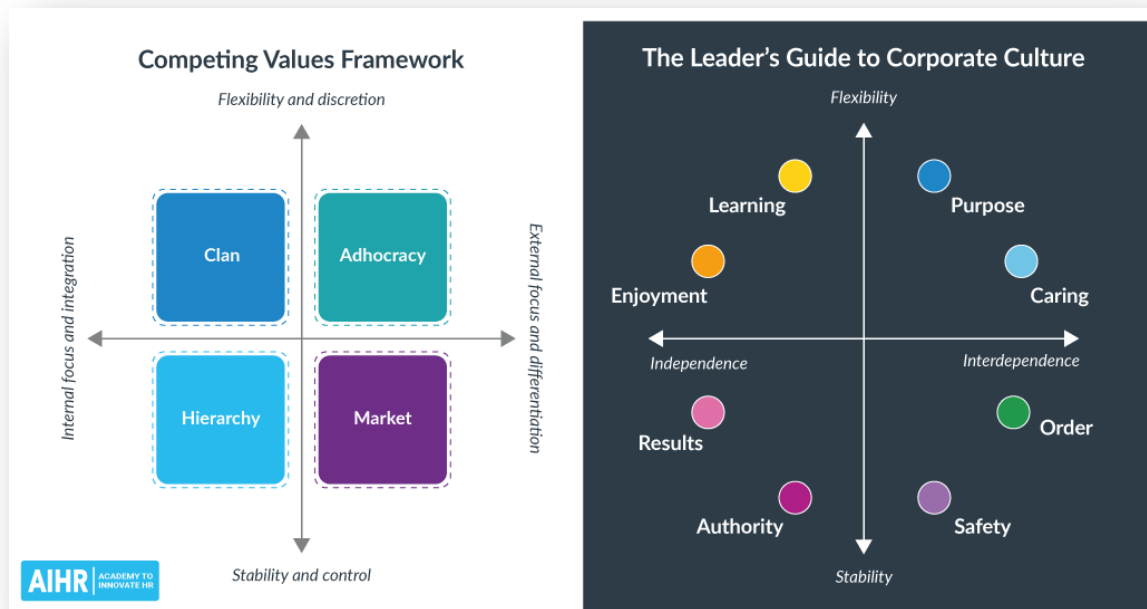 Competing Values Framework
Flexibility and discretion
Internal focus and integration
Clan
Adhocracy
External focus and differentiation
Hierarchy
Market
Stability and control
AIHR
ACADEMY TO
INNOVATE HR
The Leader's Guide to Corporate Culture
Flexibility
Learning
Purpose
Enjoyment
Caring
Independence
Interdependence
Results
Order
Authority
Safety
Stability